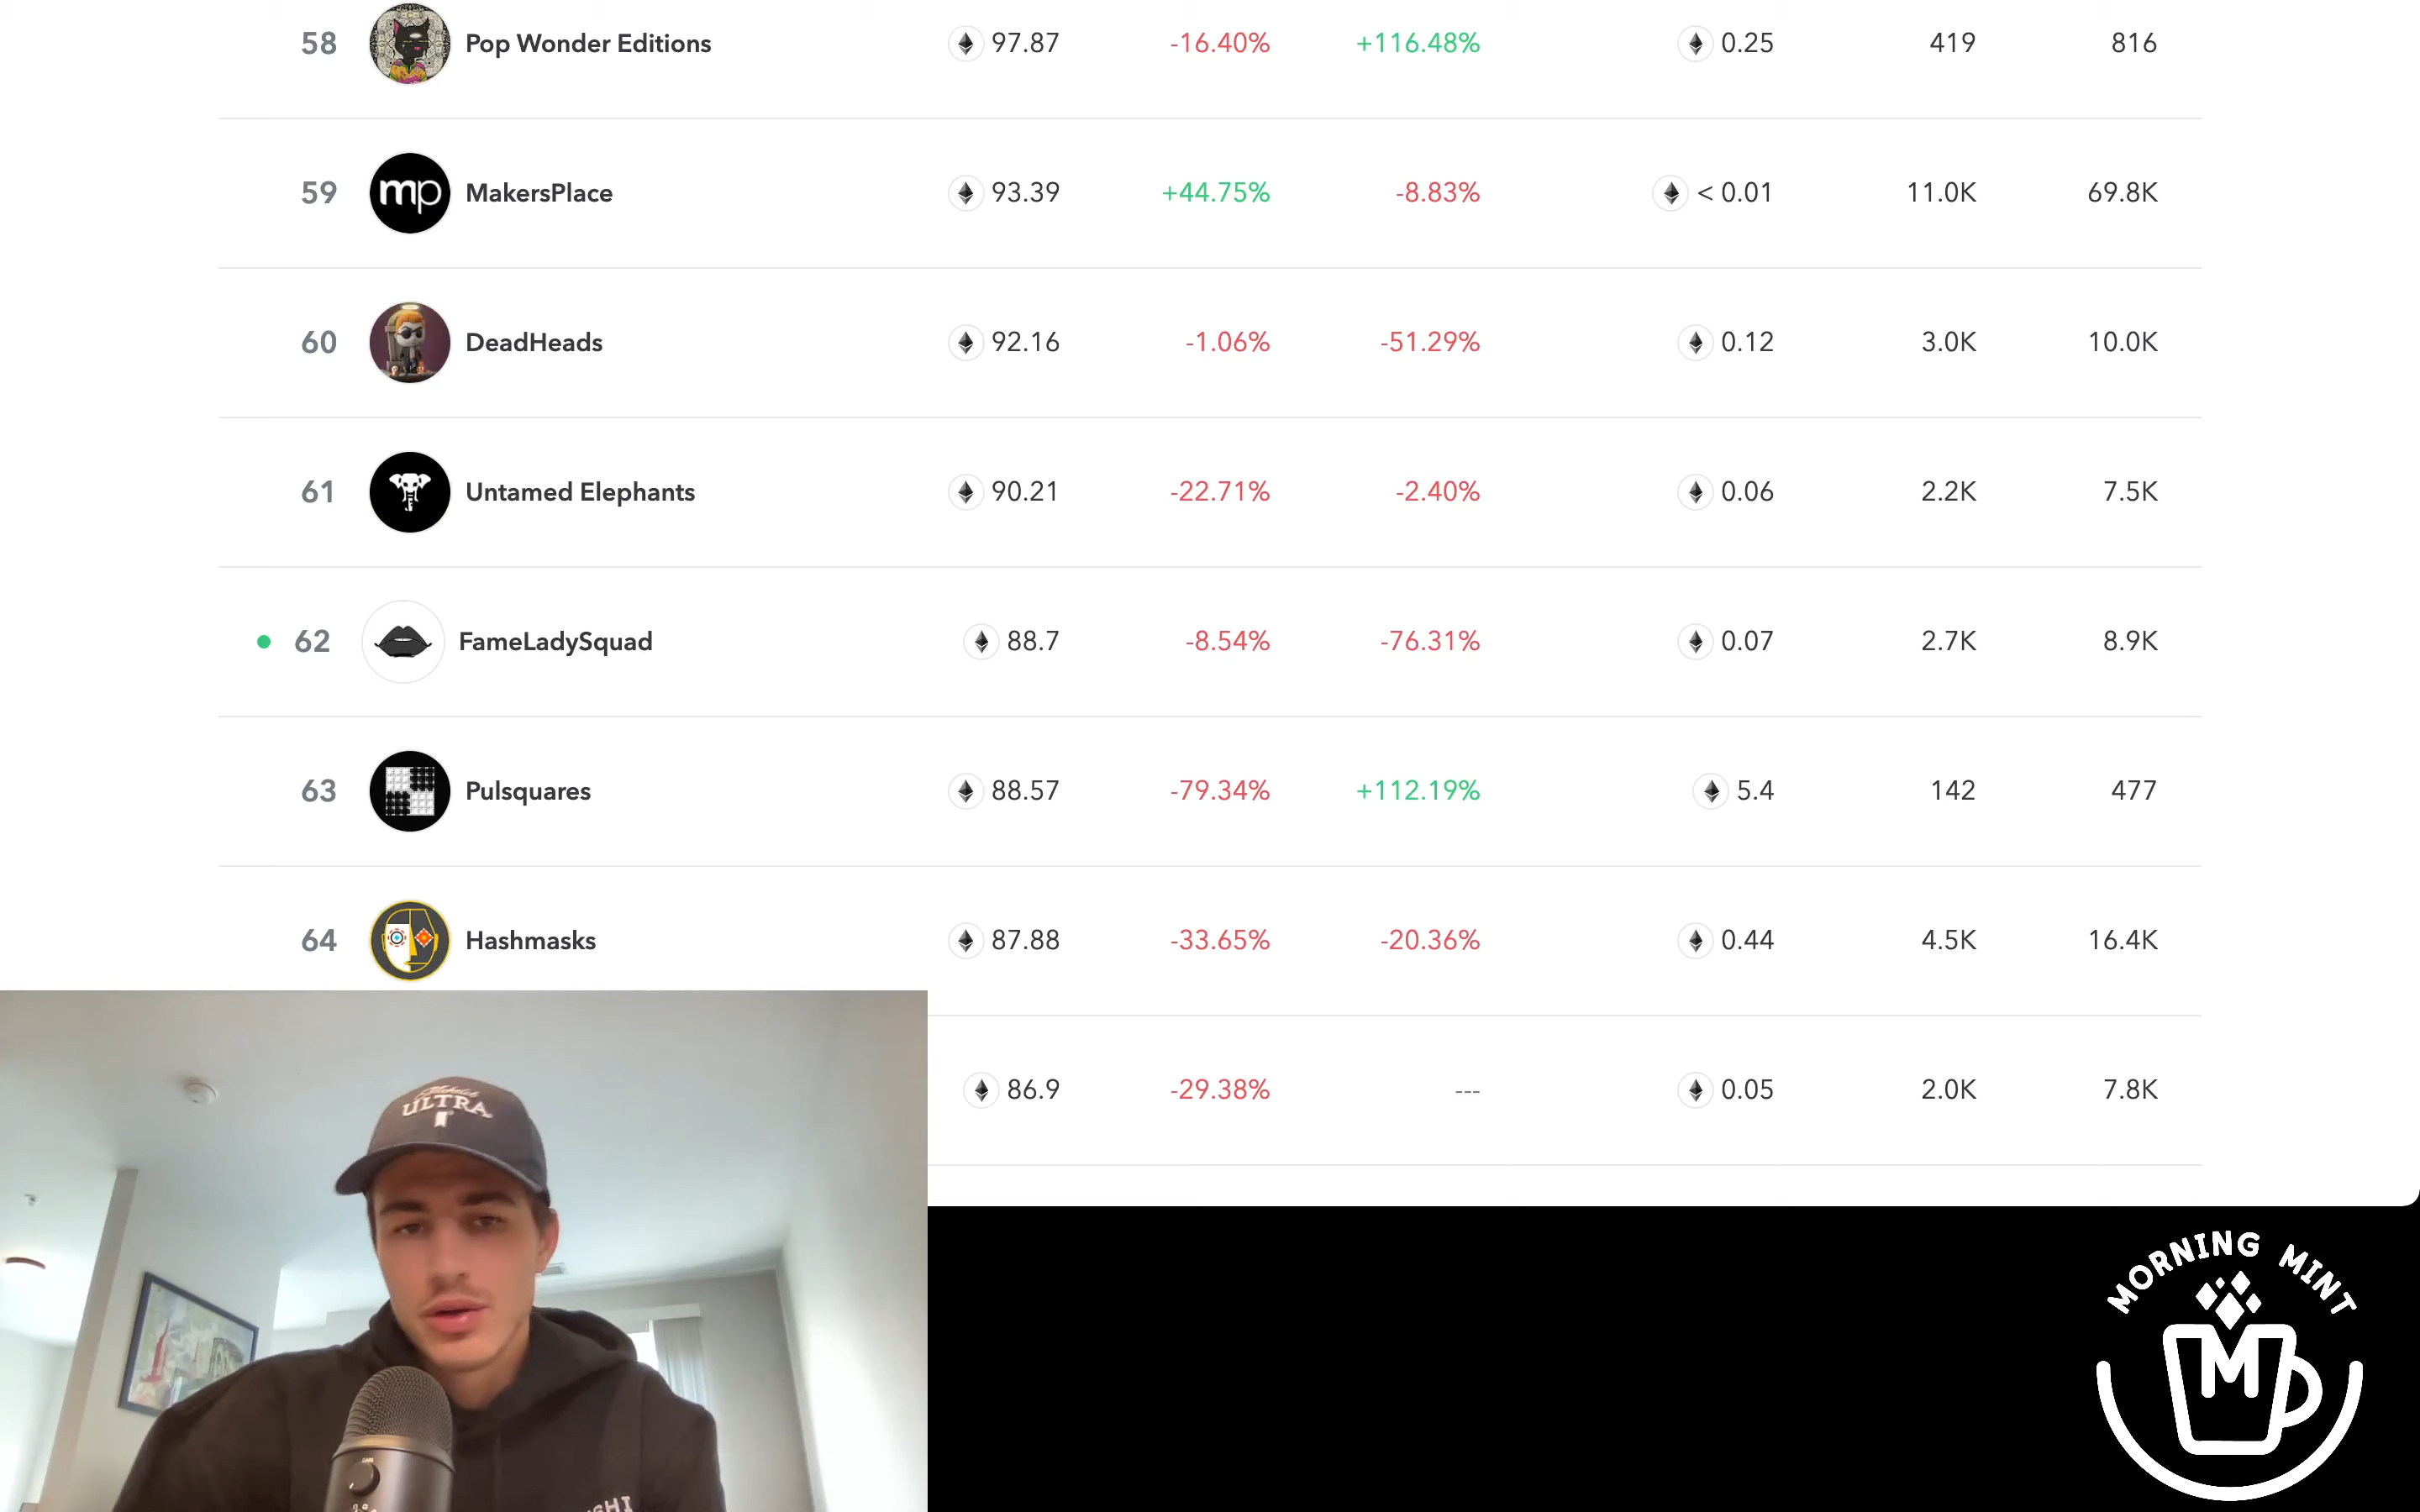 58 Pop Wonder Editions 97.87 -16.40% +116.48% 0.25 419 816
59 mp MakersPlace 93.39 +44.75% -8.83% < 0.01 11.0K 69.8K
60 DeadHeads 92.16 -1.06% -51.29% 0.12 3.0K 10.0K
61 Untamed Elephants 90.21 -22.71% -2.40% 0.06 2.2K 7.5K
62 FameLadySquad 88.7 -8.54% -76.31% 0.07 2.7K 8.9K
63 Pulsquares 88.57 -79.34% +112.19% 5.4 142 477
64 Hashmasks 87.88 -33.65% -20.36% 0.44 4.5K 16.4K
86.9 -29.38% --- 0.05 2.0K 7.8K
ULTRA
MORNING MINT
M